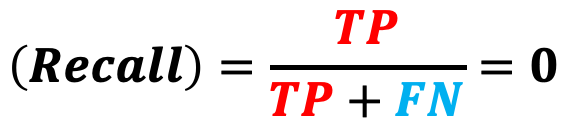 (Recall) = TP / TP + FN = 0